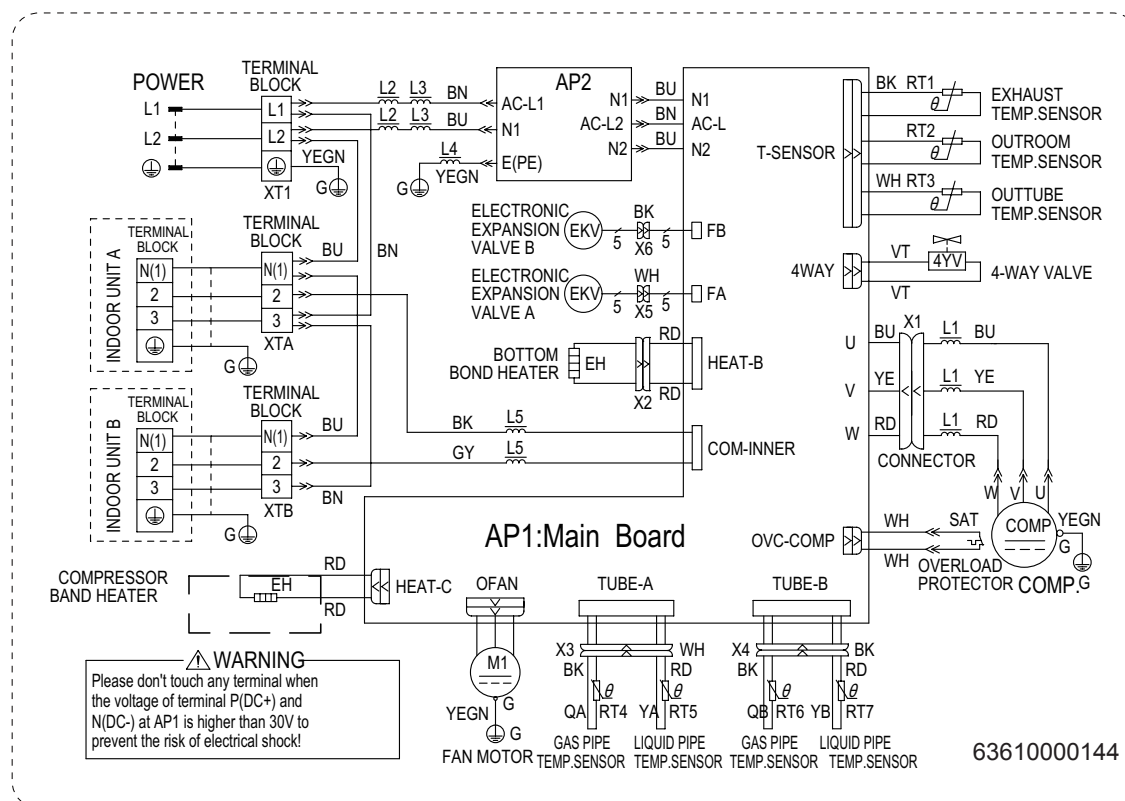 POWER
L1
L2
TERMINAL
BLOCK
L1
L2
XT1
YEGN
G
L2 L3 BN
L2 L3 BU
L4
YEGN
G
AP2
AC-L1
N1
E(PE)
N1
AC-L2
N2
BU
BN
BU
N1
AC-L
N2
T-SENSOR
BK RT1
θ
EXHAUST
TEMP.SENSOR
RT2
θ
OUTROOM
TEMP.SENSOR
WH RT3
θ
OUTTUBE
TEMP.SENSOR
INDOOR UNIT A
TERMINAL
BLOCK
N(1)
2
3
G
TERMINAL
BLOCK
N(1)
2
3
XTA
BU
BN
ELECTRONIC
EXPANSION
VALVE B
EKV
5
BK
X6
5
FB
ELECTRONIC
EXPANSION
VALVE A
EKV
5
WH
X5
5
FA
4WAY
VT
4YV
VT
4-WAY VALVE
BOTTOM
BOND HEATER
EH
X2
RD
RD
HEAT-B
U
V
W
BU
YE
RD
X1
CONNECTOR
L1 BU
L1 YE
L1 RD
INDOOR UNIT B
TERMINAL
BLOCK
N(1)
2
3
G
TERMINAL
BLOCK
N(1)
2
3
XTB
BU
BN
BK L5
GY L5
COM-INNER
W V U
COMP
YEGN
G
G
COMP.
OVC-COMP
WH
WH
SAT
OVERLOAD
PROTECTOR
AP1:Main Board
COMPRESSOR
BAND HEATER
EH
RD
RD
HEAT-C
OFAN
M1
YEGN
G
G
FAN MOTOR
TUBE-A
X3
WH
BK
RD
θ
θ
QA RT4
YA RT5
GAS PIPE
TEMP.SENSOR
LIQUID PIPE
TEMP.SENSOR
TUBE-B
X4
BK
BK
RD
θ
θ
QB RT6
YB RT7
GAS PIPE
TEMP.SENSOR
LIQUID PIPE
TEMP.SENSOR
WARNING
Please don't touch any terminal when
the voltage of terminal P(DC+) and
N(DC-) at AP1 is higher than 30V to
prevent the risk of electrical shock!
63610000144